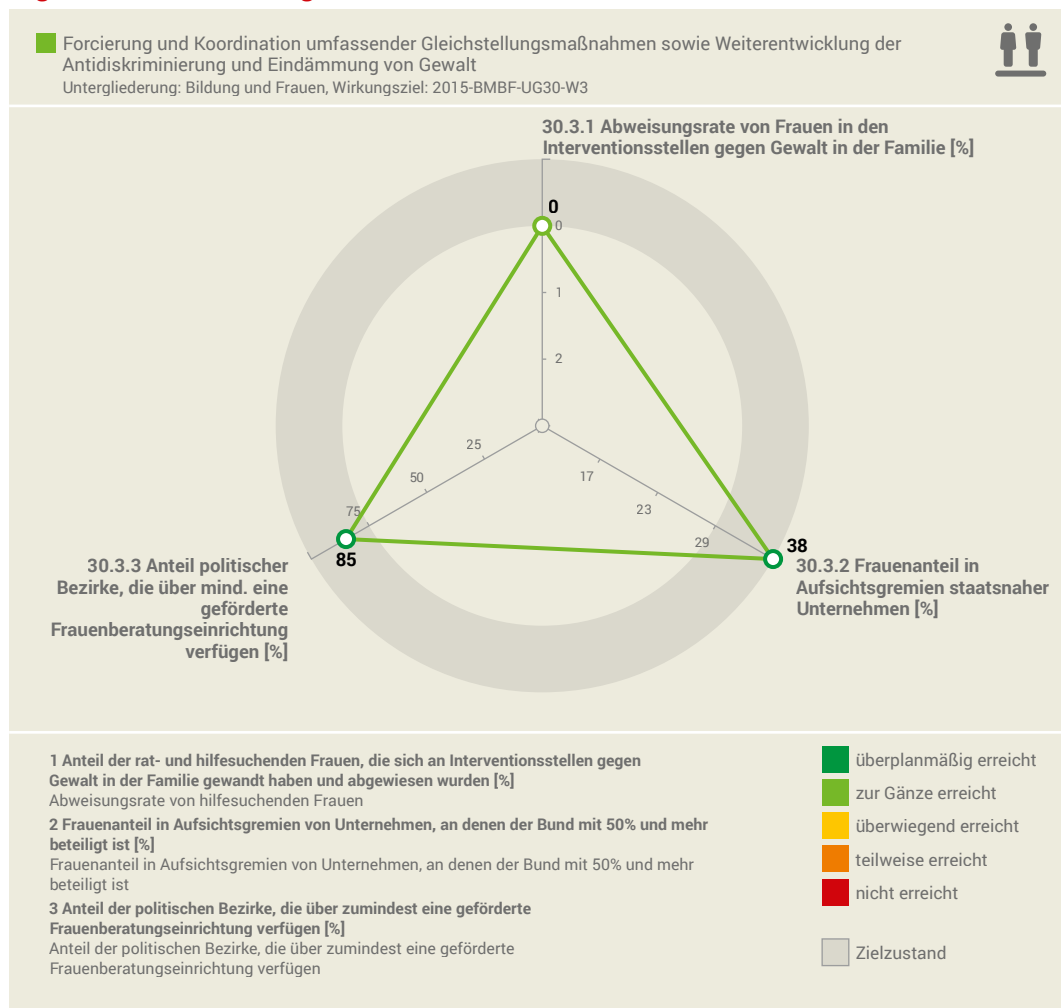 Forcierung und Koordination umfassender Gleichstellungsmaßnahmen sowie Weiterentwicklung der
Antidiskriminierung und Eindämmung von Gewalt
Untergliederung: Bildung und Frauen, Wirkungsziel: 2015-BMBF-UG30-W3
30.3.1 Abweisungsrate von Frauen in den
Interventionsstellen gegen Gewalt in der Familie [%]
0
0
1
2
25
50
75
85
17
23
29
38
30.3.2 Frauenanteil in
Aufsichtsgremien staatsnaher
Unternehmen [%]
30.3.3 Anteil politischer
Bezirke, die über mind. eine
geförderte
Frauenberatungseinrichtung
verfügen [%]
1 Anteil der rat- und hilfesuchenden Frauen, die sich an Interventionsstellen gegen
Gewalt in der Familie gewandt haben und abgewiesen wurden [%]
Abweisungsrate von hilfesuchenden Frauen
2 Frauenanteil in Aufsichtsgremien von Unternehmen, an denen der Bund mit 50% und mehr
beteiligt ist [%]
Frauenanteil in Aufsichtsgremien von Unternehmen, an denen der Bund mit 50% und mehr
beteiligt ist
3 Anteil der politischen Bezirke, die über zumindest eine geförderte
Frauenberatungseinrichtung verfügen [%]
Anteil der politischen Bezirke, die über zumindest eine geförderte
Frauenberatungseinrichtung verfügen
überplanmäßig erreicht
zur Gänze erreicht
überwiegend erreicht
teilweise erreicht
nicht erreicht
Zielzustand